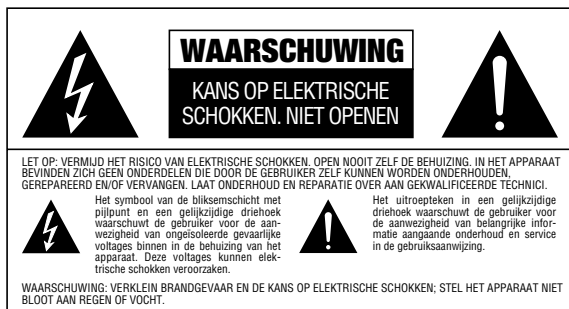 WAARSCHUWING
KANS OP ELEKTRISCHE
SCHOKKEN. NIET OPENEN
LET OP: VERMIJD HET RISICO VAN ELEKTRISCHE SCHOKKEN. OPEN NOOIT ZELF DE BEHUIZING. IN HET APPARAAT
BEVINDEN ZICH GEEN ONDERDELEN DIE DOOR DE GEBRUIKER ZELF KUNNEN WORDEN ONDERHOUDEN,
GEREPAREERD EN/OF VERVANGEN. LAAT ONDERHOUD EN REPARATIE OVER AAN GEKWALIFICEERDE TECHNICI.
Het symbool van de bliksemschicht met
pijlpunt en een gelijkzijdige driehoek
waarschuwt de gebruiker voor de aan-
wezigheid van ongeïsoleerde gevaarlijke
voltages binnen in de behuizing van het
apparaat. Deze voltages kunnen elek-
trische schokken veroorzaken.
Het uitroepteken in een gelijkzijdige
driehoek waarschuwt de gebruiker voor
de aanwezigheid van belangrijke infor-
matie aangaande onderhoud en service
in de gebruiksaanwijzing.
WAARSCHUWING: VERKLEIN BRANDGEVAAR EN DE KANS OP ELEKTRISCHE SCHOKKEN; STEL HET APPARAAT NIET
BLOOT AAN REGEN OF VOCHT.